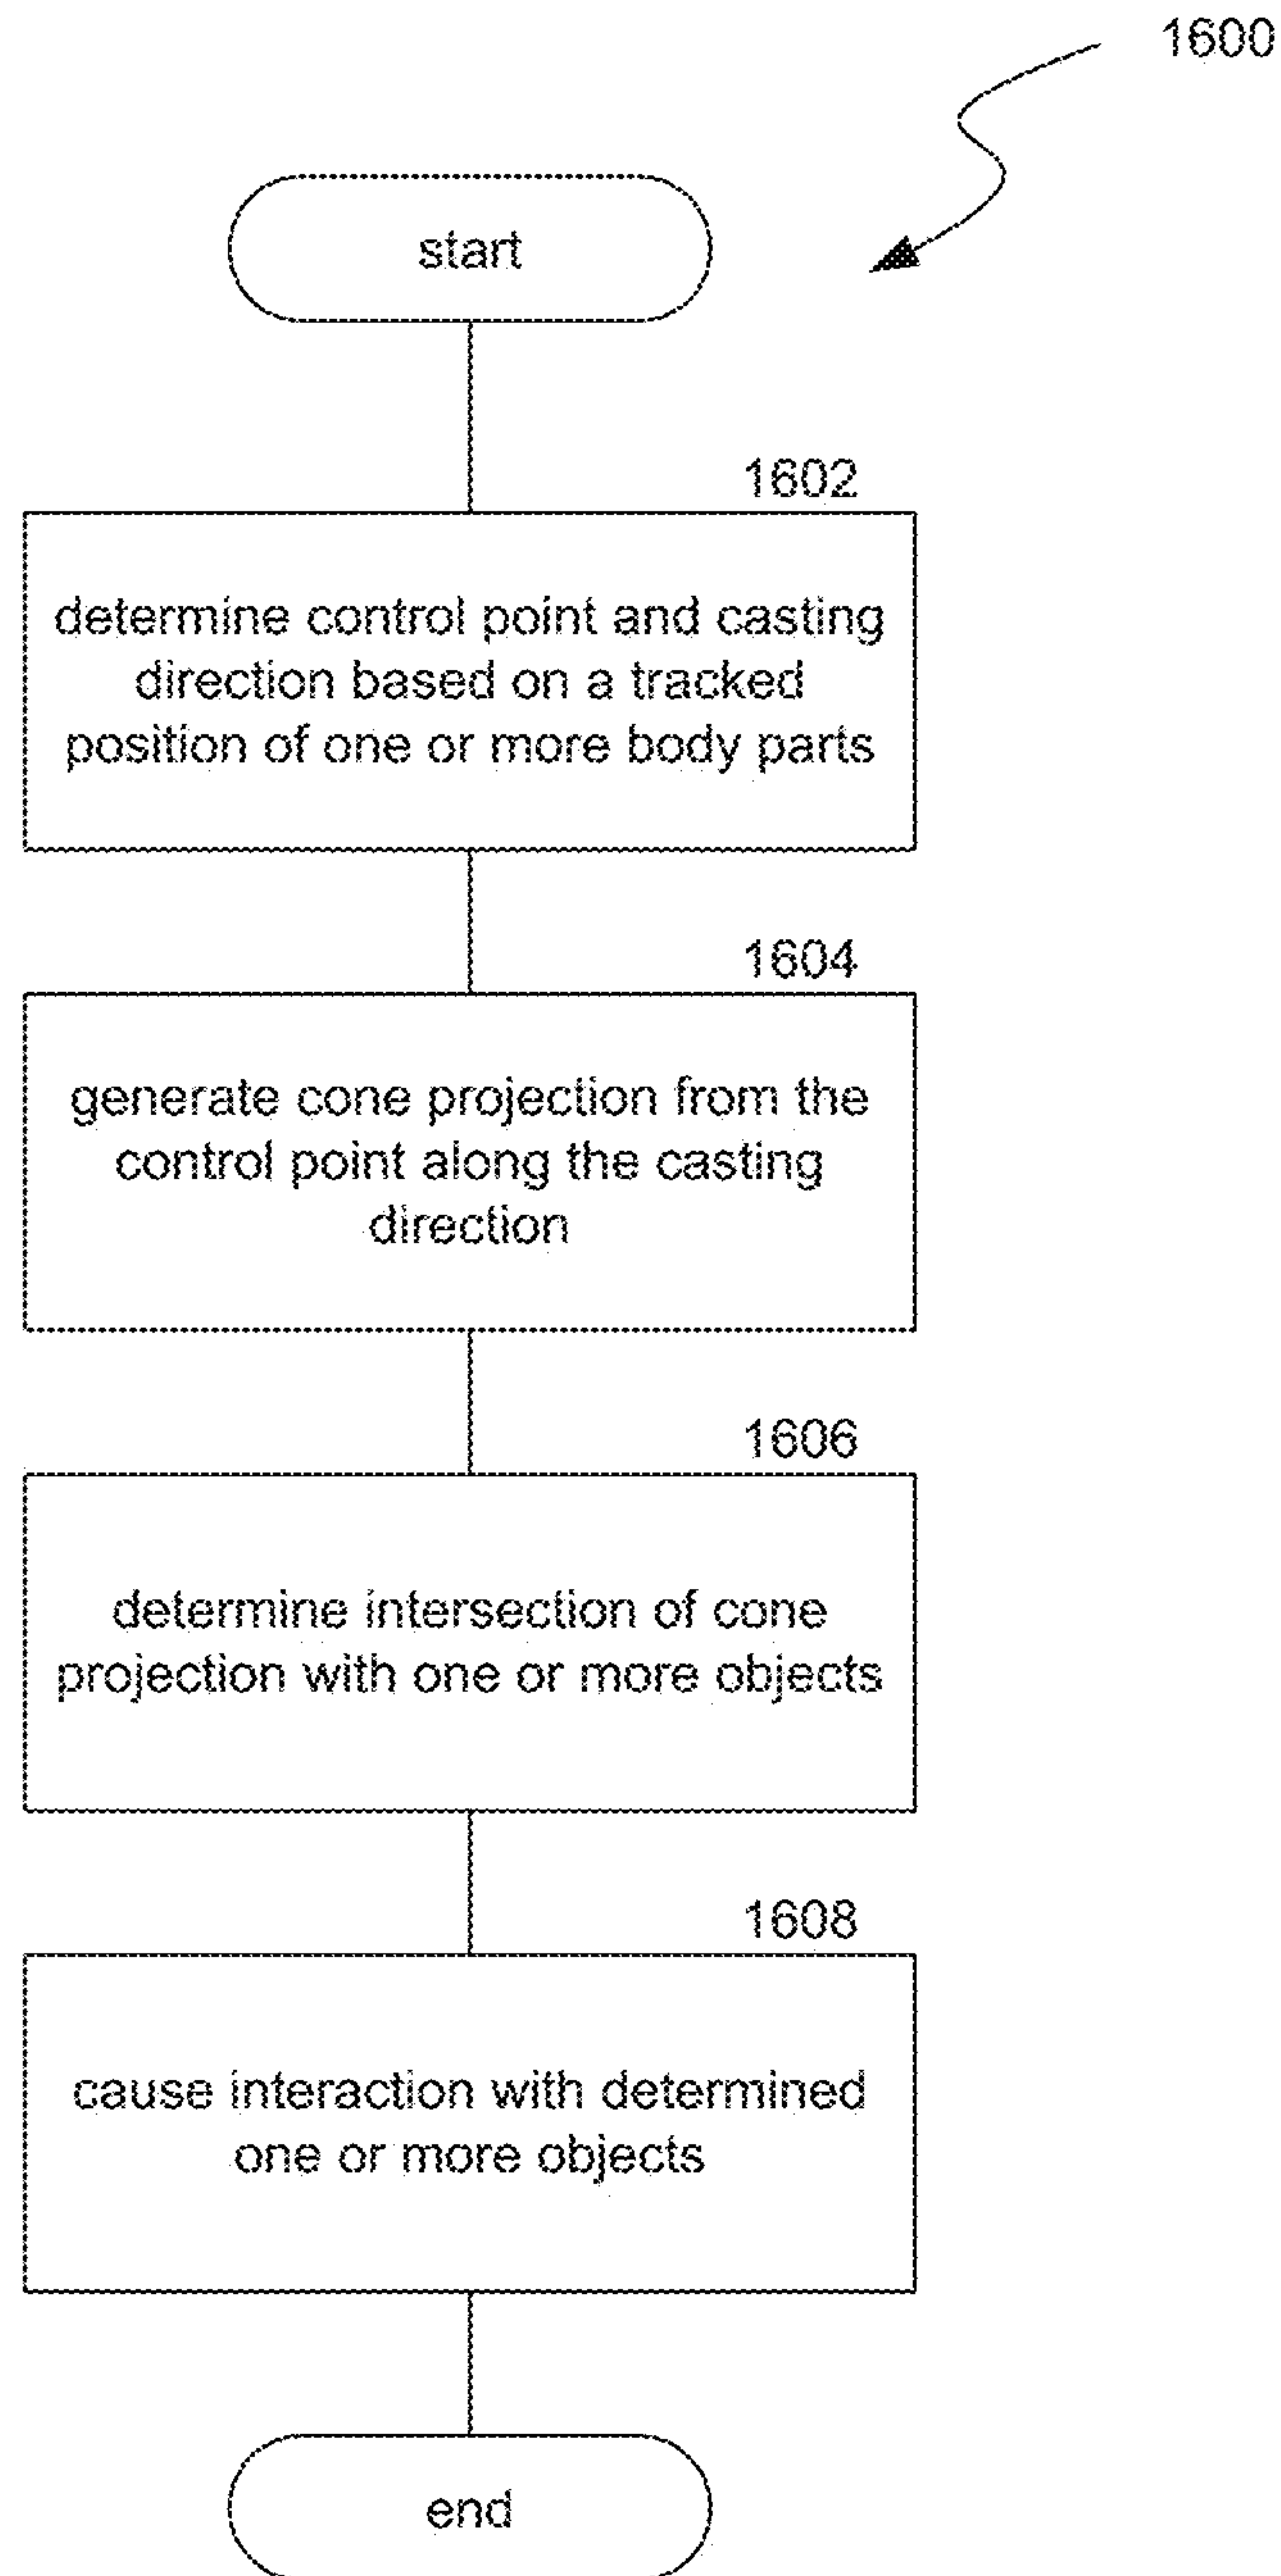 1600
start
1602
determine control point and casting
direction based on a tracked
position of one or more body parts
1604
generate cone projection from the
control point along the casting
direction
1606
determine intersection of cone
projection with one or more objects
1608
cause interaction with determined
one or more objects
end